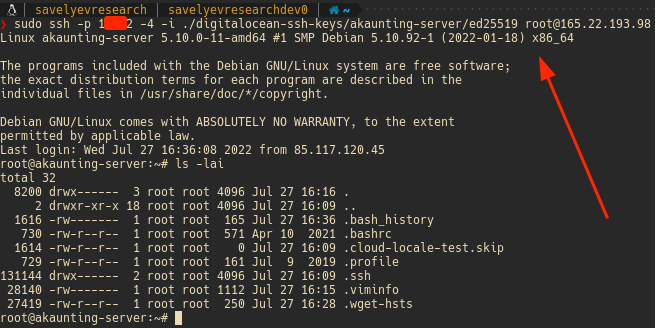 savelyevresearch | savelyevresearchdev0 | ~
❯ sudo ssh -p 1 2 -4 -i ./digitalocean-ssh-keys/akaunting-server/ed25519 root@165.22.193.98
Linux akaunting-server 5.10.0-11-amd64 #1 SMP Debian 5.10.92-1 (2022-01-18) x86_64
The programs included with the Debian GNU/Linux system are free software;
the exact distribution terms for each program are described in the
individual files in /usr/share/doc/*/copyright.
Debian GNU/Linux comes with ABSOLUTELY NO WARRANTY, to the extent
permitted by applicable law.
Last login: Wed Jul 27 16:36:08 2022 from 85.117.120.45
root@akaunting-server:~# ls -lai
total 32
8200 drwx------ 3 root root 4096 Jul 27 16:16 .
2 drwxr-xr-x 18 root root 4096 Jul 27 16:09 ..
1616 -rw------- 1 root root 165 Jul 27 16:36 .bash_history
730 -rw-r--r-- 1 root root 571 Apr 10 2021 .bashrc
1614 -rw-r--r-- 1 root root 0 Jul 27 16:09 .cloud-locale-test.skip
729 -rw-r--r-- 1 root root 161 Jul 9 2019 .profile
131144 drwx------ 2 root root 4096 Jul 27 16:09 .ssh
28140 -rw------- 1 root root 1112 Jul 27 16:15 .viminfo
27419 -rw-r--r-- 1 root root 250 Jul 27 16:28 .wget-hsts
root@akaunting-server:~#